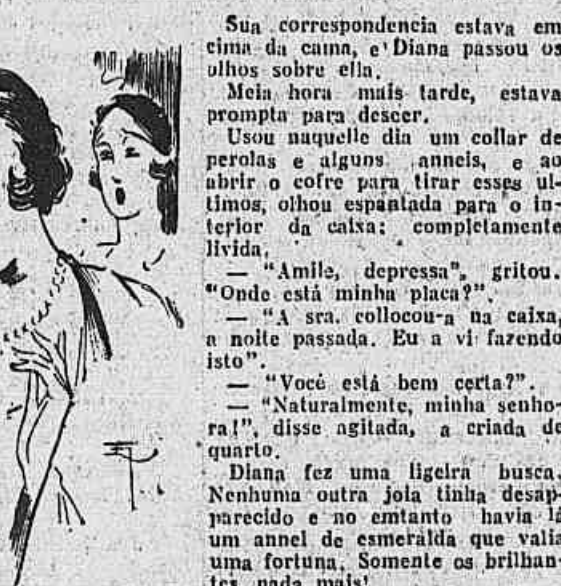 Sua correspondencia estava em
cima da cama, e Diana passou os
olhos sobre ella.
Meia hora mais tarde, estava
prompta para descer.
Usou naquelle dia um collar de
perolas e alguns anneis, e ao
abrir o cofre para tirar esses ul-
timos, olhou espantada para o in-
terior da caixa: completamente
livida,
— "Amile, depressa", gritou.
"Onde está minha placa?".
— "A sra. collocou-a na caixa,
a noite passada. Eu a vi fazendo
isto".
— "Você está bem certa?".
— "Naturalmente, minha senho-
ra!", disse agitada, a criada de
quarto.
Diana fez uma ligeira busca.
Nenhuma outra joia tinha desap-
parecido e no emtanto havia lá
um annel de esmeralda que valia
uma fortuna. Somente os brilhan-
tes, nada mais!